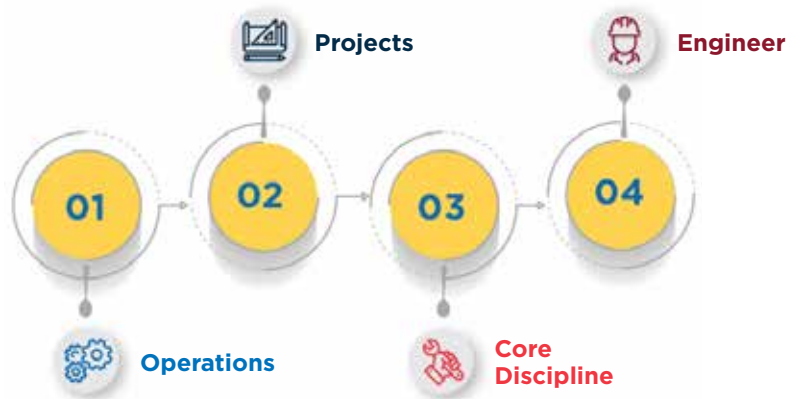 Projects
Engineer
01
02
03
04
Operations
Core
Discipline